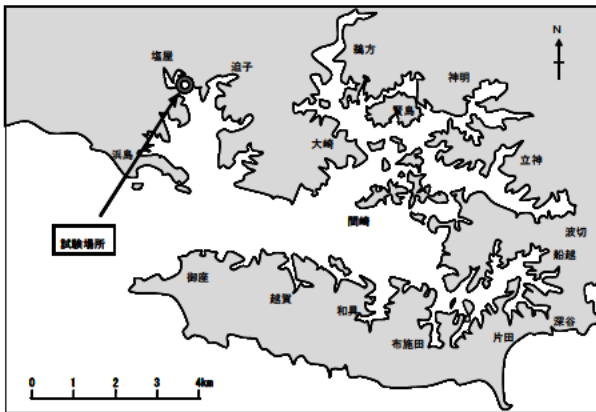 鵜方
N
塩屋
迫子
神明
賢島
大崎
浜島
立神
間崎
波切
試験場所
船越
御座
越賀
和具
深谷
片田
布施田
0 1 2 3 4km